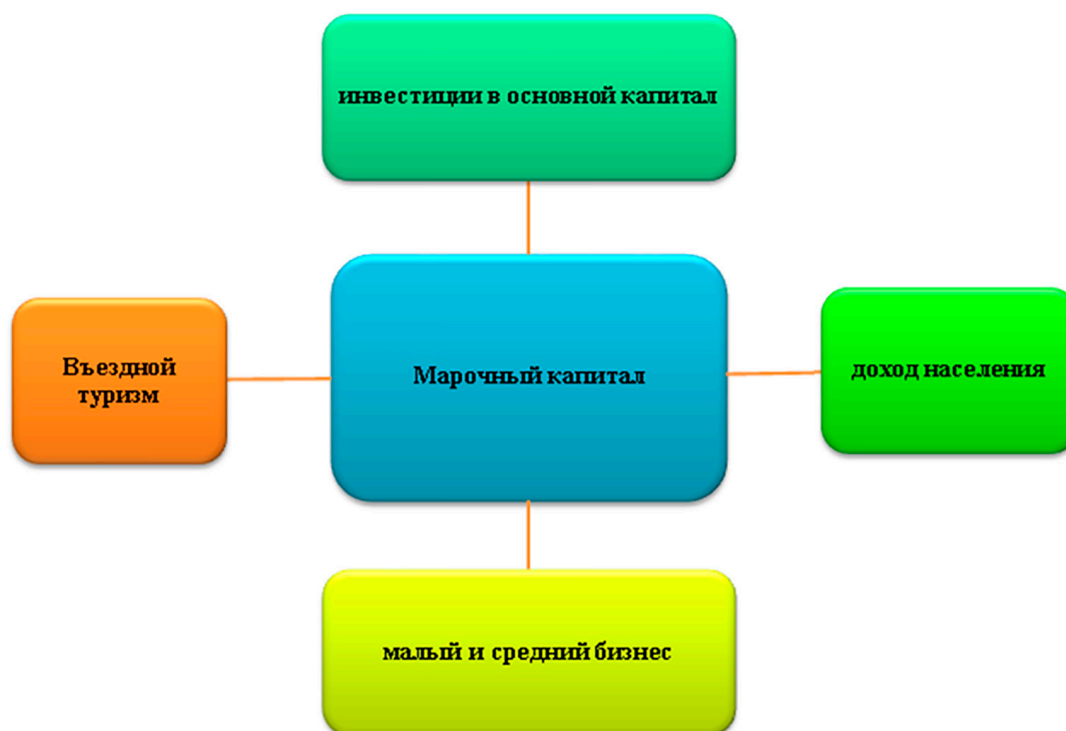 инвестиции в основной капитал
Въездной
туризм
Марочный капитал
доход населения
малый и средний бизнес